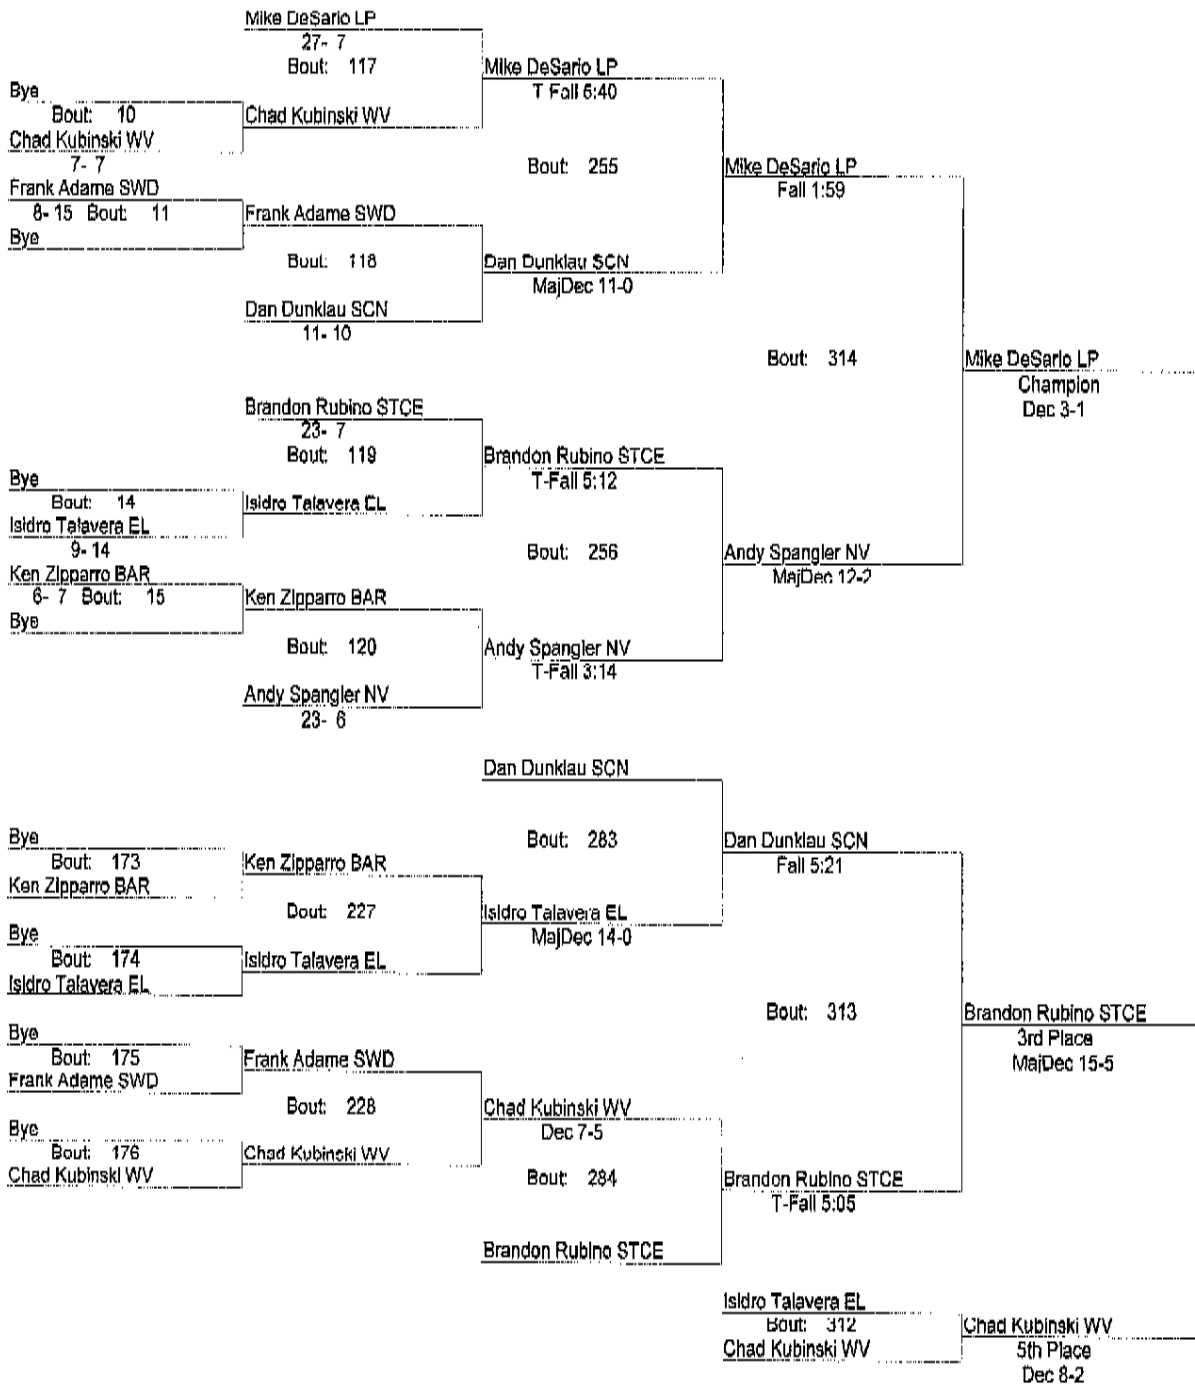 Mike DeSario LP
27- 7
Bout: 117
Mike DeSario LP
T Fall 5:40
Bye
Bout: 10
Chad Kubinski WV
Chad Kubinski WV
7- 7
Bout: 255
Mike DeSario LP
Fall 1:59
Frank Adame SWD
8- 15 Bout: 11
Frank Adame SWD
Bye
Bout: 118
Dan Dunklau SCN
MajDec 11-0
Dan Dunklau SCN
11- 10
Bout: 314
Mike DeSario LP
Champion
Dec 3-1
Brandon Rubino STCE
23- 7
Bout: 119
Brandon Rubino STCE
T-Fall 5:12
Bye
Bout: 14
Isidro Talavera EL
Isidro Talavera EL
9- 14
Bout: 256
Andy Spangler NV
MajDec 12-2
Ken Zipparro BAR
6- 7 Bout: 15
Ken Zipparro BAR
Bye
Bout: 120
Andy Spangler NV
T-Fall 3:14
Andy Spangler NV
23- 6
Dan Dunklau SCN
Bout: 283
Dan Dunklau SCN
Fall 5:21
Bye
Bout: 173
Ken Zipparro BAR
Ken Zipparro BAR
Bout: 227
Isidro Talavera EL
MajDec 14-0
Bye
Bout: 174
Isidro Talavera EL
Isidro Talavera EL
Bout: 313
Brandon Rubino STCE
3rd Place
MajDec 15-5
Bye
Bout: 175
Frank Adame SWD
Frank Adame SWD
Bout: 228
Chad Kubinski WV
Dec 7-5
Bye
Bout: 176
Chad Kubinski WV
Chad Kubinski WV
Bout: 284
Brandon Rubino STCE
T-Fall 5:05
Brandon Rubino STCE
Isidro Talavera EL
Bout: 312
Chad Kubinski WV
Chad Kubinski WV
5th Place
Dec 8-2